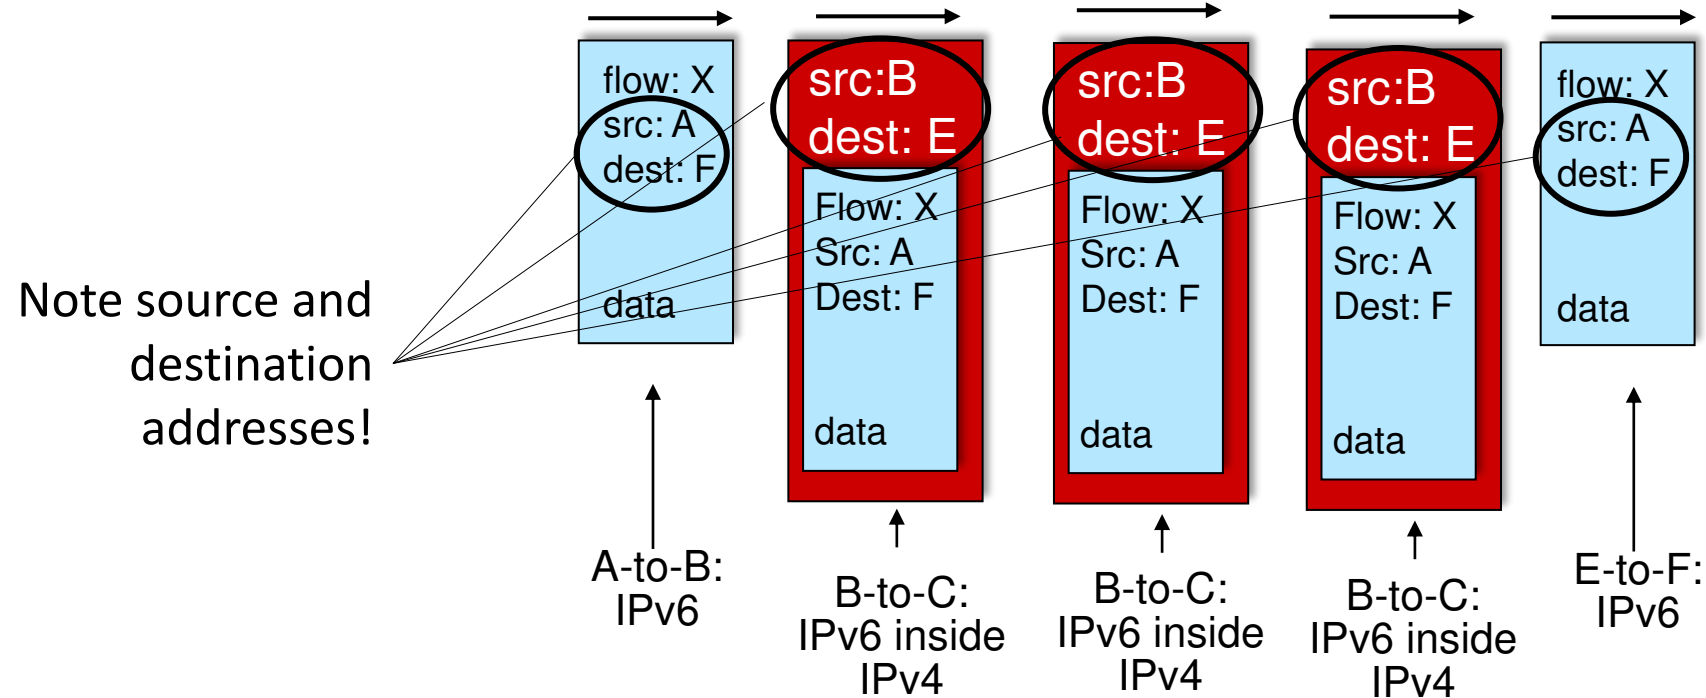 Note source and
destination
addresses!
flow: X
src: A
dest: F
data
src:B
dest: E
Flow: X
Src: A
Dest: F
data
src:B
dest: E
Flow: X
Src: A
Dest: F
data
src:B
dest: E
Flow: X
Src: A
Dest: F
data
flow: X
src: A
dest: F
data
A-to-B:
IPv6
B-to-C:
IPv6 inside
IPv4
B-to-C:
IPv6 inside
IPv4
B-to-C:
IPv6 inside
IPv4
E-to-F:
IPv6